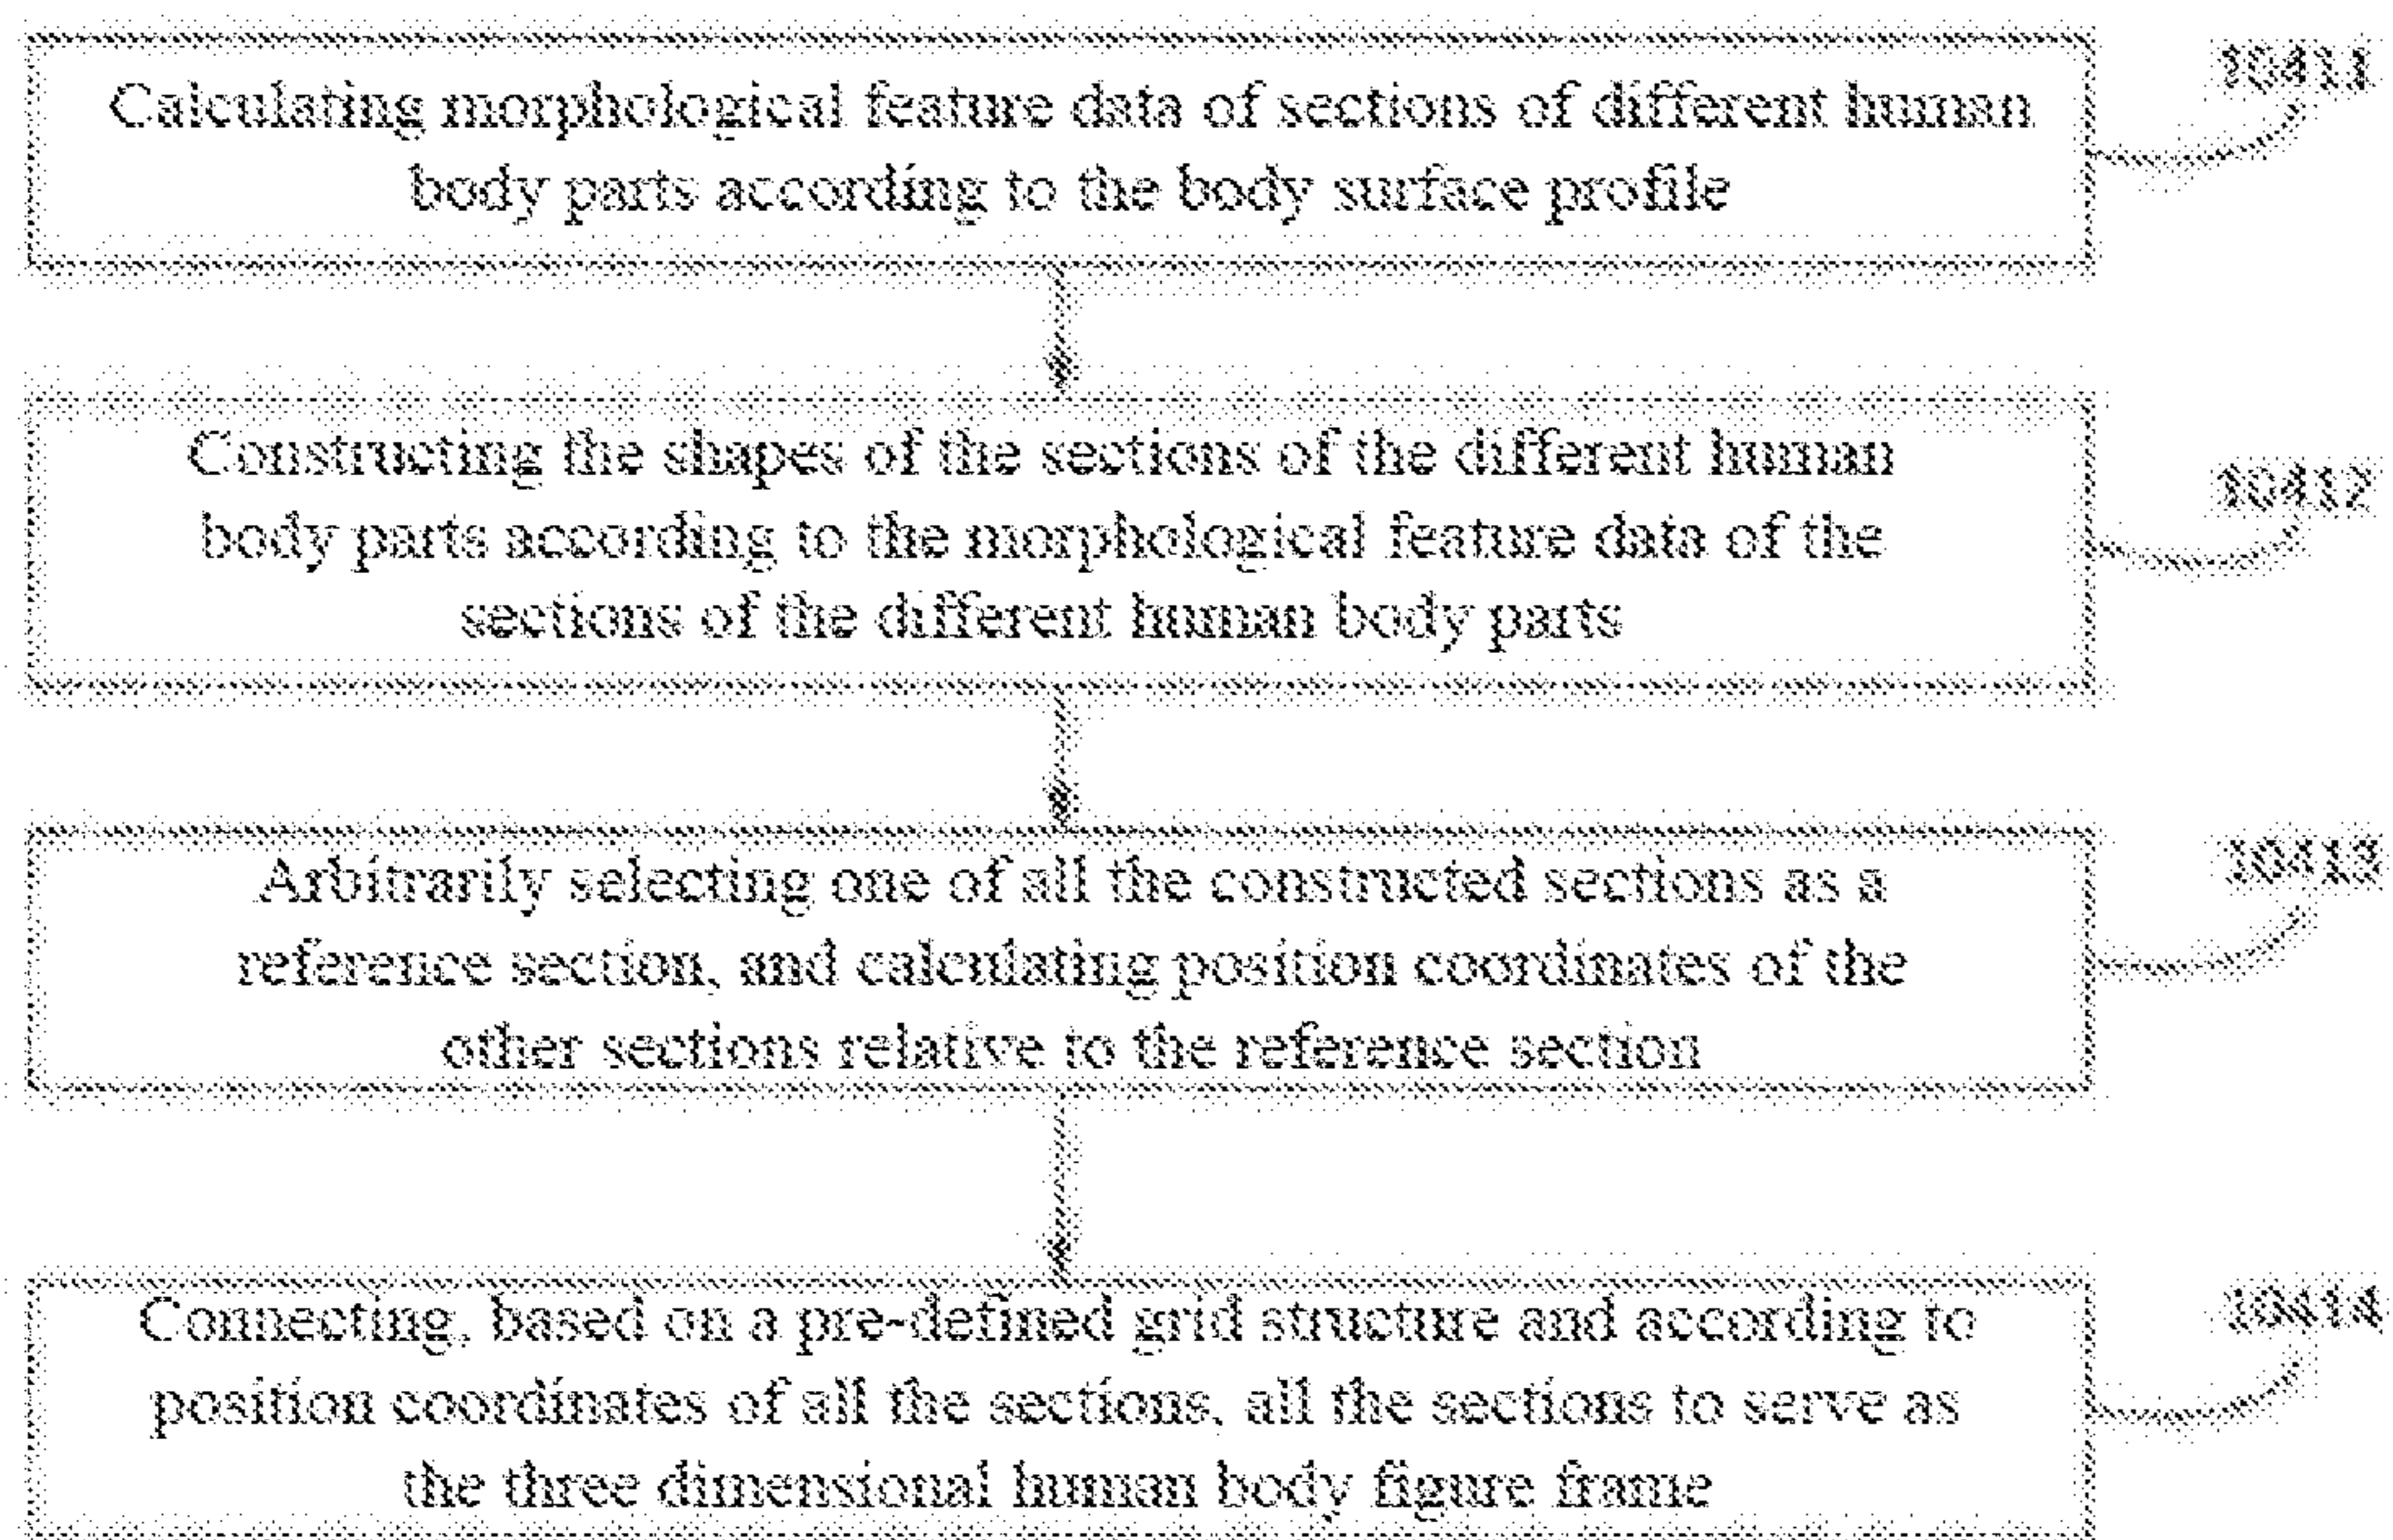 Calculating morphological feature data of sections of different human
body parts according to the body surface profile
10411
Constructing the shapes of the sections of the different human
body parts according to the morphological feature data of the
sections of the different human body parts
10412
Arbitrarily selecting one of all the constructed sections as a
reference section, and calculating position coordinates of the
other sections relative to the reference section
10413
Connecting, based on a pre-defined grid structure and according to
position coordinates of all the sections, all the sections to serve as
the three dimensional human body figure frame
10414